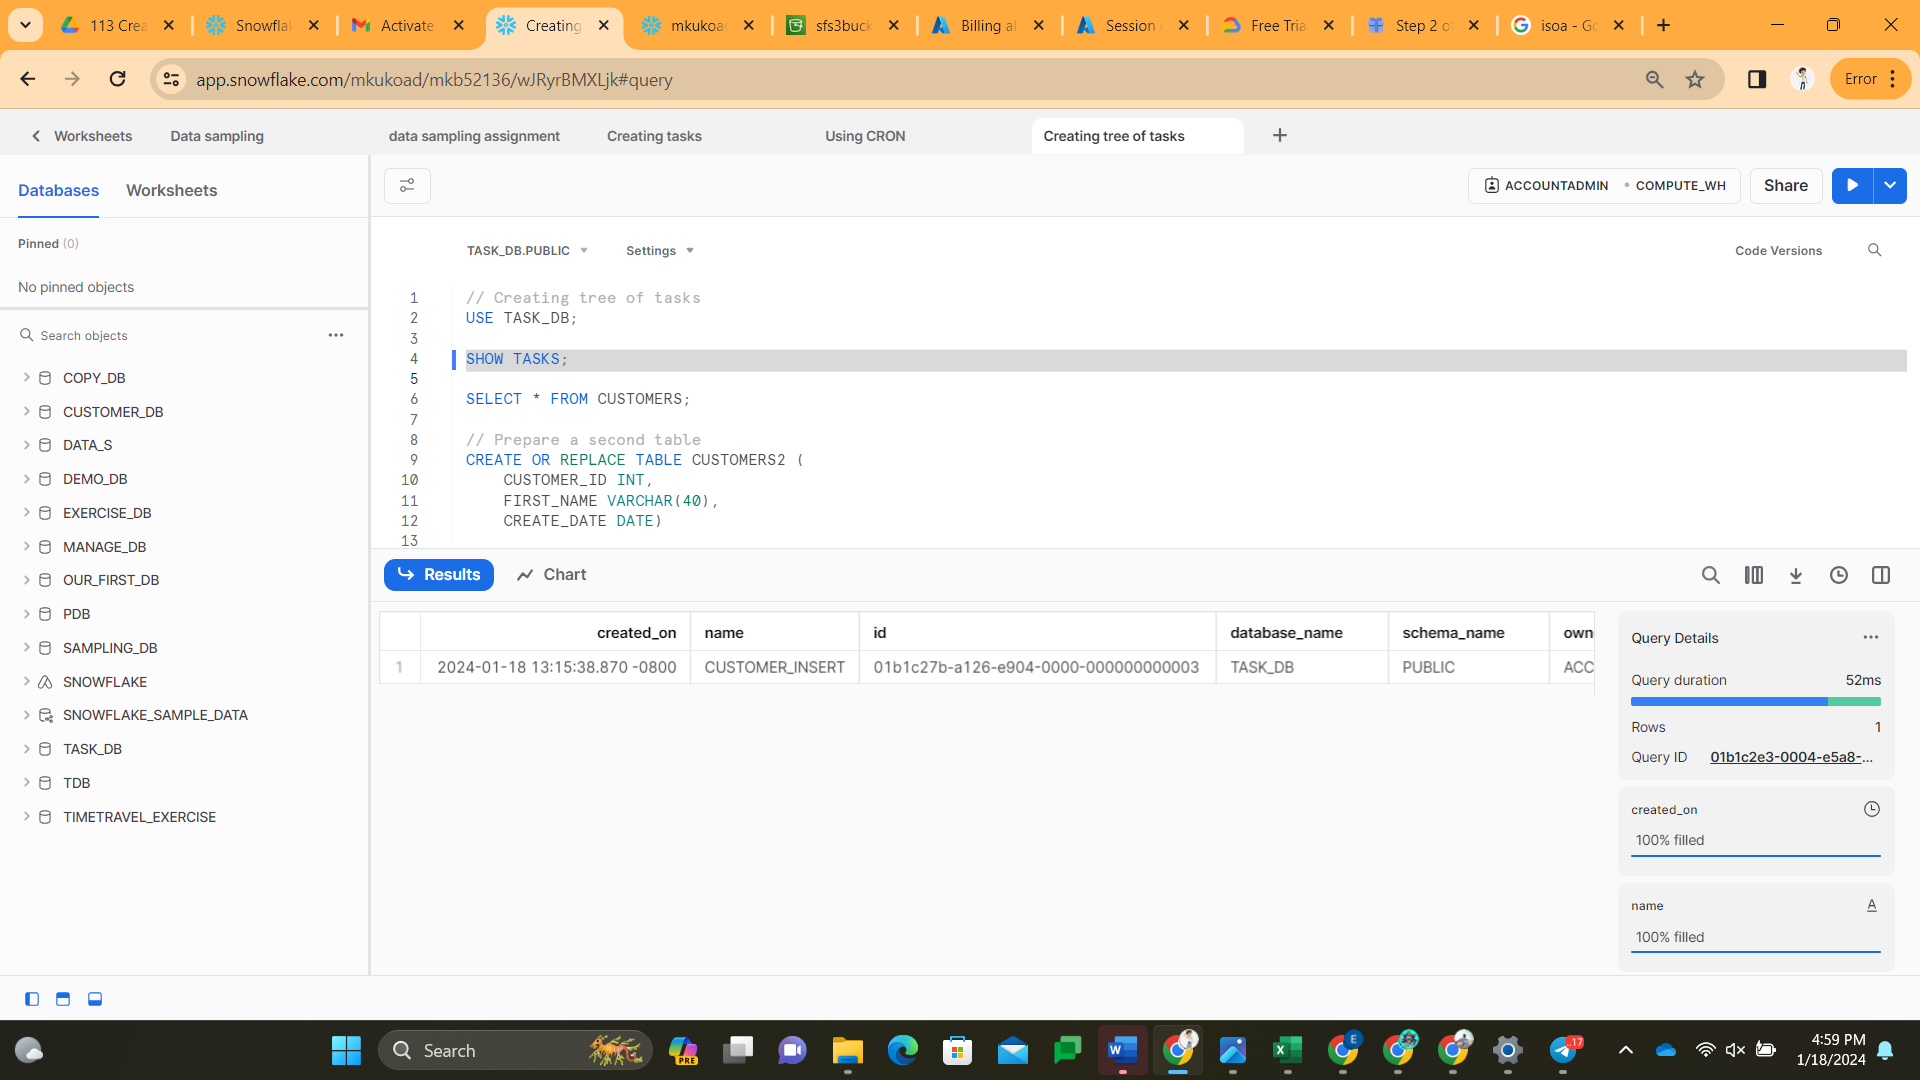 113 Crea
Snowflak
Activate
Creating
mkukoad
sfs3buck
Billing al
Session
Free Tria
Step 2 o
isoa - Go
app.snowflake.com/mkukoad/mkb52136/wJRyrBMXLjk#query
Error
Worksheets
Data sampling
data sampling assignment
Creating tasks
Using CRON
Creating tree of tasks
Databases
Worksheets
ACCOUNTADMIN
COMPUTE_WH
Share
Pinned (0)
No pinned objects
TASK_DB.PUBLIC
Settings
Code Versions
Search objects
COPY_DB
CUSTOMER_DB
DATA_S
DEMO_DB
EXERCISE_DB
MANAGE_DB
OUR_FIRST_DB
PDB
SAMPLING_DB
SNOWFLAKE
SNOWFLAKE_SAMPLE_DATA
TASK_DB
TDB
TIMETRAVEL_EXERCISE
1 // Creating tree of tasks
2 USE TASK_DB;
3
4 SHOW TASKS;
5
6 SELECT * FROM CUSTOMERS;
7
8 // Prepare a second table
9 CREATE OR REPLACE TABLE CUSTOMERS2 (
10 CUSTOMER_ID INT,
11 FIRST_NAME VARCHAR(40),
12 CREATE_DATE DATE)
13
Results
Chart
created_on name id database_name schema_name own
1 2024-01-18 13:15:38.870 -0800 CUSTOMER_INSERT 01b1c27b-a126-e904-0000-000000000003 TASK_DB PUBLIC ACC
Query Details
Query duration 52ms
Rows 1
Query ID 01b1c2e3-0004-e5a8-...
created_on
100% filled
name A
100% filled
Search
PRE
W
X
E
17
4:59 PM
1/18/2024